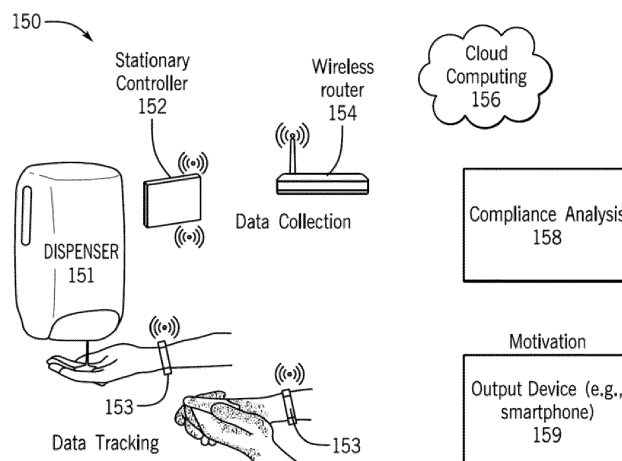 150
Stationary
Controller
152
Wireless
router
154
Cloud
Computing
156
DISPENSER
151
Data Collection
Compliance Analysis
158
153
Data Tracking
153
Motivation
Output Device (e.g.,
smartphone)
159